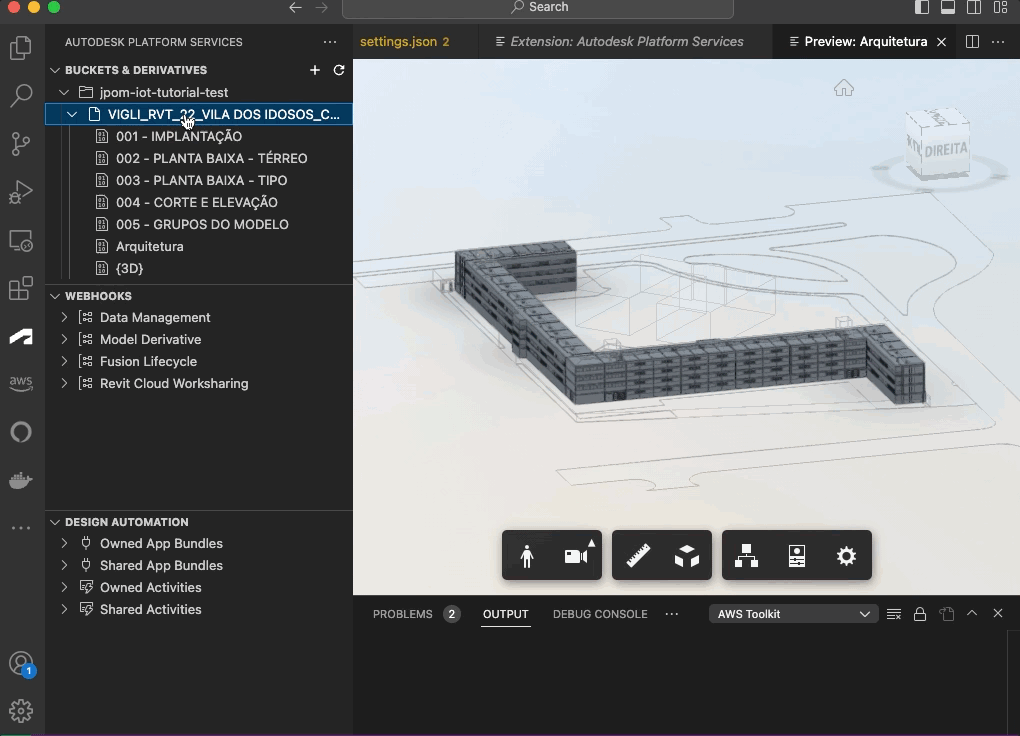 Search
AUTODESK PLATFORM SERVICES
settings.json 2
Extension: Autodesk Platform Services
Preview: Arquitetura
BUCKETS & DERIVATIVES
jpom-iot-tutorial-test
VIGLI_RVT_22_VILA DOS IDOSOS_C...
001 - IMPLANTAÇÃO
002 - PLANTA BAIXA - TÉRREO
003 - PLANTA BAIXA - TIPO
004 - CORTE E ELEVAÇÃO
005 - GRUPOS DO MODELO
Arquitetura
{3D}
DIREITA
WEBHOOKS
Data Management
Model Derivative
Fusion Lifecycle
Revit Cloud Worksharing
aws
DESIGN AUTOMATION
Owned App Bundles
Shared App Bundles
Owned Activities
Shared Activities
PROBLEMS 2 OUTPUT DEBUG CONSOLE ... AWS Toolkit
1